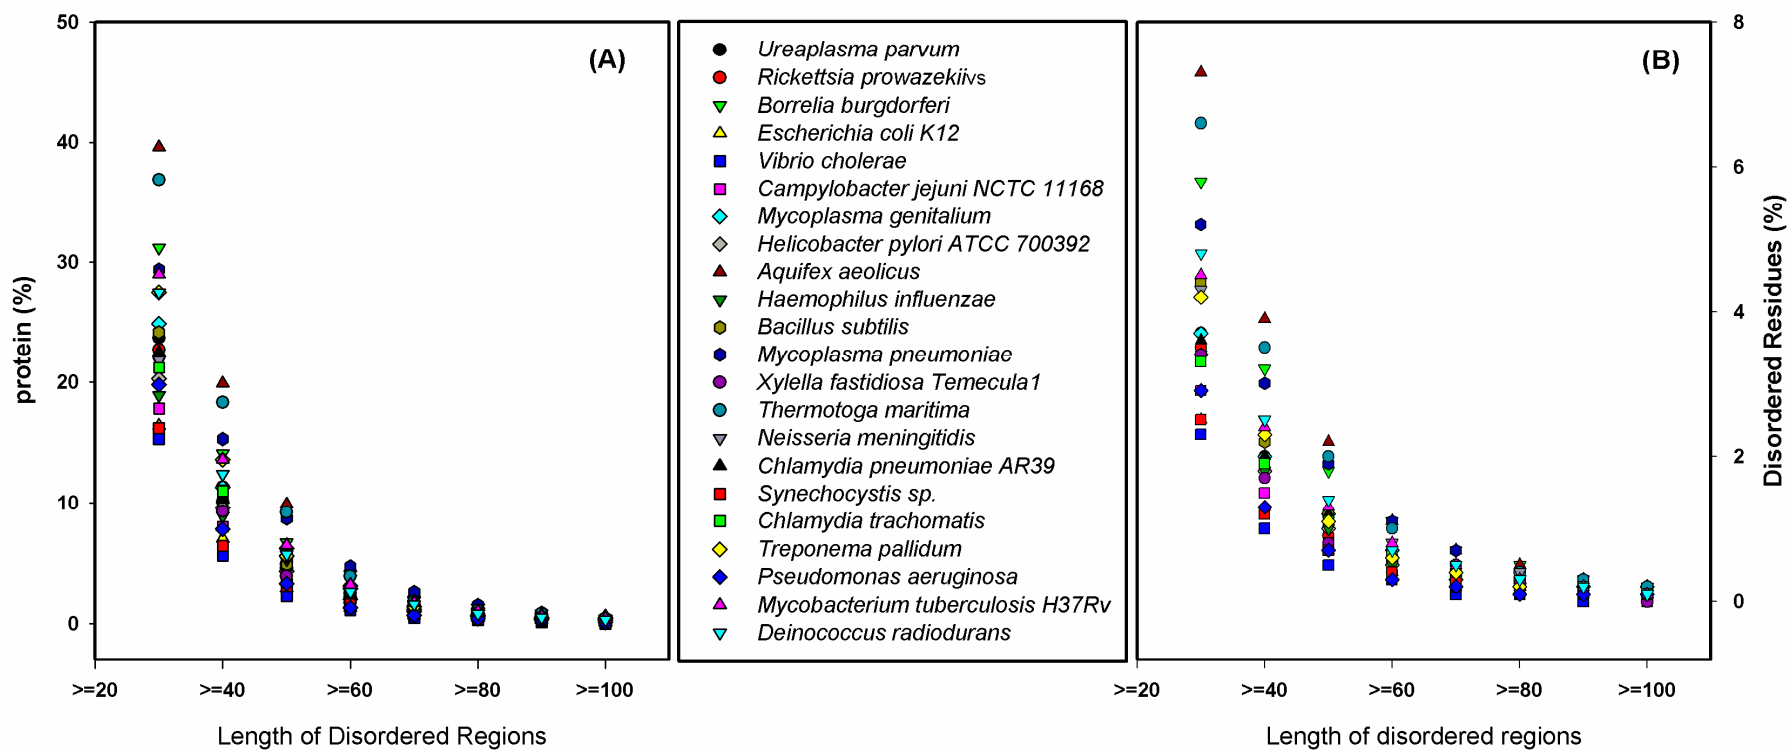 (A)
50
40
30
20
10
0
protein (%)
>=20 >=40 >=60 >=80 >=100
Length of Disordered Regions
Ureaplasma parvum
Rickettsia prowazekiivs
Borrelia burgdorferi
Escherichia coli K12
Vibrio cholerae
Campylobacter jejuni NCTC 11168
Mycoplasma genitalium
Helicobacter pylori ATCC 700392
Aquifex aeolicus
Haemophilus influenzae
Bacillus subtilis
Mycoplasma pneumoniae
Xylella fastidiosa Temecula1
Thermotoga maritima
Neisseria meningitidis
Chlamydia pneumoniae AR39
Synechocystis sp.
Chlamydia trachomatis
Treponema pallidum
Pseudomonas aeruginosa
Mycobacterium tuberculosis H37Rv
Deinococcus radiodurans
(B)
8
6
4
2
0
Disordered Residues (%)
>=20 >=40 >=60 >=80 >=100
Length of disordered regions